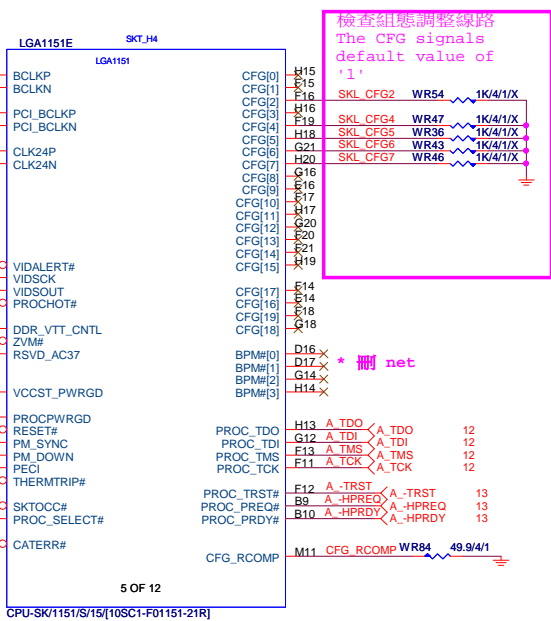 檢查組態調整線路
The CFG signals
default value of
'1'
LGA1151E
SKT_H4
LGA1151
BCLKP
BCLKN
PCI_BCLKP
PCI_BCLKN
CLK24P
CLK24N
VIDALERT#
VIDSCK
VIDSOUT
PROCHOT#
DDR_VTT_CNTL
ZVM#
RSVD_AC37
VCCST_PWRGD
PROCPWRGD
RESET#
PM_SYNC
PM_DOWN
PECI
THERMTRIP#
SKTOCC#
PROC_SELECT#
CATERR#
CFG[0] H15
CFG[1] F15
CFG[2] F16 SKL_CFG2 WR54 1K/4/1/X
CFG[3] H16
CFG[4] F19 SKL_CFG4 WR47 1K/4/1/X
CFG[5] H18 SKL_CFG5 WR36 1K/4/1/X
CFG[6] G21 SKL_CFG6 WR43 1K/4/1/X
CFG[7] H20 SKL_CFG7 WR46 1K/4/1/X
CFG[8] G16
CFG[9] E16
CFG[10] F17
CFG[11] H17
CFG[12] G20
CFG[13] F20
CFG[14] F21
CFG[15] H19
CFG[17] F14
CFG[16] E14
CFG[19] F18
CFG[18] G18
BPM#[0] D16
BPM#[1] D17 * 刪 net
BPM#[2] G14
BPM#[3] H14
PROC_TDO H13 A_TDO A_TDO 12
PROC_TDI G12 A_TDI A_TDI 12
PROC_TMS F13 A_TMS A_TMS 12
PROC_TCK F11 A_TCK A_TCK 12
PROC_TRST# F12 A_-TRST A_-TRST 13
PROC_PREQ# B9 A_-HPREQ A_-HPREQ 13
PROC_PRDY# B10 A_-HPRDY A_-HPRDY 13
CFG_RCOMP M11 CFG_RCOMP WR84 49.9/4/1
5 OF 12
CPU-SK/1151/S/15/[10SC1-F01151-21R]